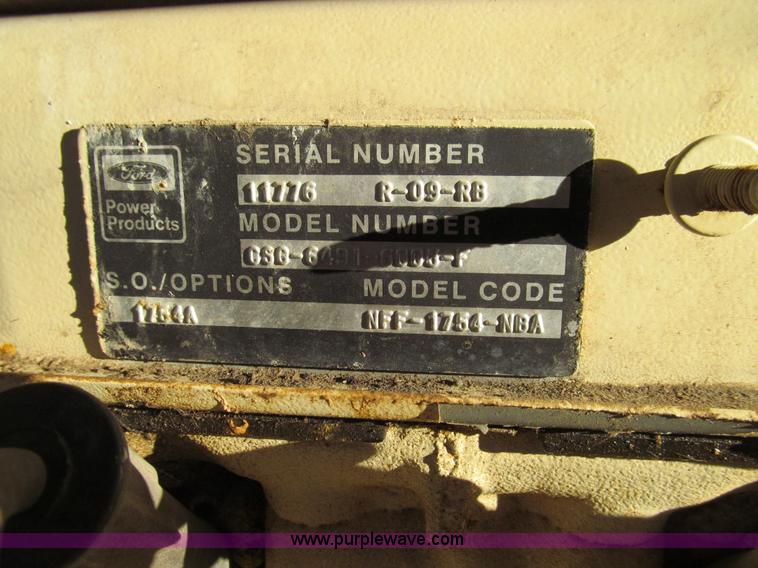 Ford
Power
Products
SERIAL NUMBER
11776 R-09-RB
MODEL NUMBER
S.O./OPTIONS MODEL CODE
1754A NFF-1754-NBA
www.purplewave.com